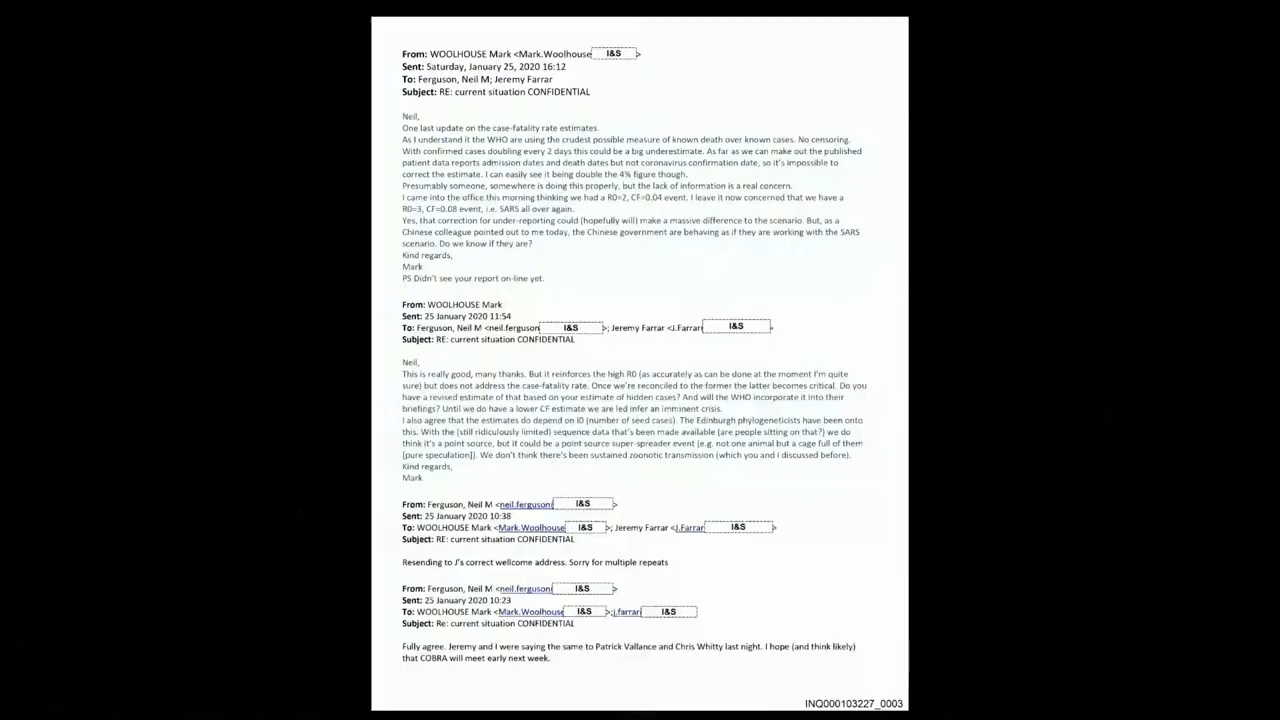 From: WOOLHOUSE Mark <Mark.Woolhouse I&S >
Sent: Saturday, January 25, 2020 16:12
To: Ferguson, Neil M; Jeremy Farrar
Subject: RE: current situation CONFIDENTIAL
Neil,
One last update on the case-fatality rate estimates.
As I understand it the WHO are using the crudest possible measure of known death over known cases. No censoring.
With confirmed cases doubling every 2 days this could be a big underestimate. As far as we can make out the published
patient data reports admission dates and death dates but not coronavirus confirmation date, so it's impossible to
correct the estimate. I can easily see it being double the 4% figure though.
Presumably someone, somewhere is doing this properly, but the lack of information is a real concern.
I came into the office this morning thinking we had a R0=2, CF=0.04 event. I leave it now concerned that we have a
R0=3, CF=0.08 event, i.e. SARS all over again.
Yes, that correction for under-reporting could (hopefully will) make a massive difference to the scenario. But, as a
Chinese colleague pointed out to me today, the Chinese government are behaving as if they are working with the SARS
scenario. Do we know if they are?
Kind regards,
Mark
PS Didn't see your report on-line yet.
From: WOOLHOUSE Mark
Sent: 25 January 2020 11:54
To: Ferguson, Neil M <neil.ferguson I&S >; Jeremy Farrar <J.Farrar I&S >
Subject: RE: current situation CONFIDENTIAL
Neil,
This is really good, many thanks. But it reinforces the high R0 (as accurately as can be done at the moment I'm quite
sure) but does not address the case-fatality rate. Once we're reconciled to the former the latter becomes critical. Do you
have a revised estimate of that based on your estimate of hidden cases? And will the WHO incorporate it into their
briefings? Until we do have a lower CF estimate we are led infer an imminent crisis.
I also agree that the estimates do depend on I0 (number of seed cases). The Edinburgh phylogeneticists have been onto
this. With the (still ridiculously limited) sequence data that's been made available (are people sitting on that?) we do
think it's a point source, but it could be a point source super-spreader event (e.g. not one animal but a cage full of them
[pure speculation]). We don't think there's been sustained zoonotic transmission (which you and I discussed before).
Kind regards,
Mark
From: Ferguson, Neil M <neil.ferguson I&S >
Sent: 25 January 2020 10:38
To: WOOLHOUSE Mark <Mark.Woolhouse I&S >; Jeremy Farrar <J.Farrar I&S >
Subject: RE: current situation CONFIDENTIAL
Resending to J's correct wellcome address. Sorry for multiple repeats
From: Ferguson, Neil M <neil.ferguson I&S >
Sent: 25 January 2020 10:23
To: WOOLHOUSE Mark <Mark.Woolhouse I&S >; j.farrar I&S
Subject: Re: current situation CONFIDENTIAL
Fully agree. Jeremy and I were saying the same to Patrick Vallance and Chris Whitty last night. I hope (and think likely)
that COBRA will meet early next week.
INQ000103227_0003